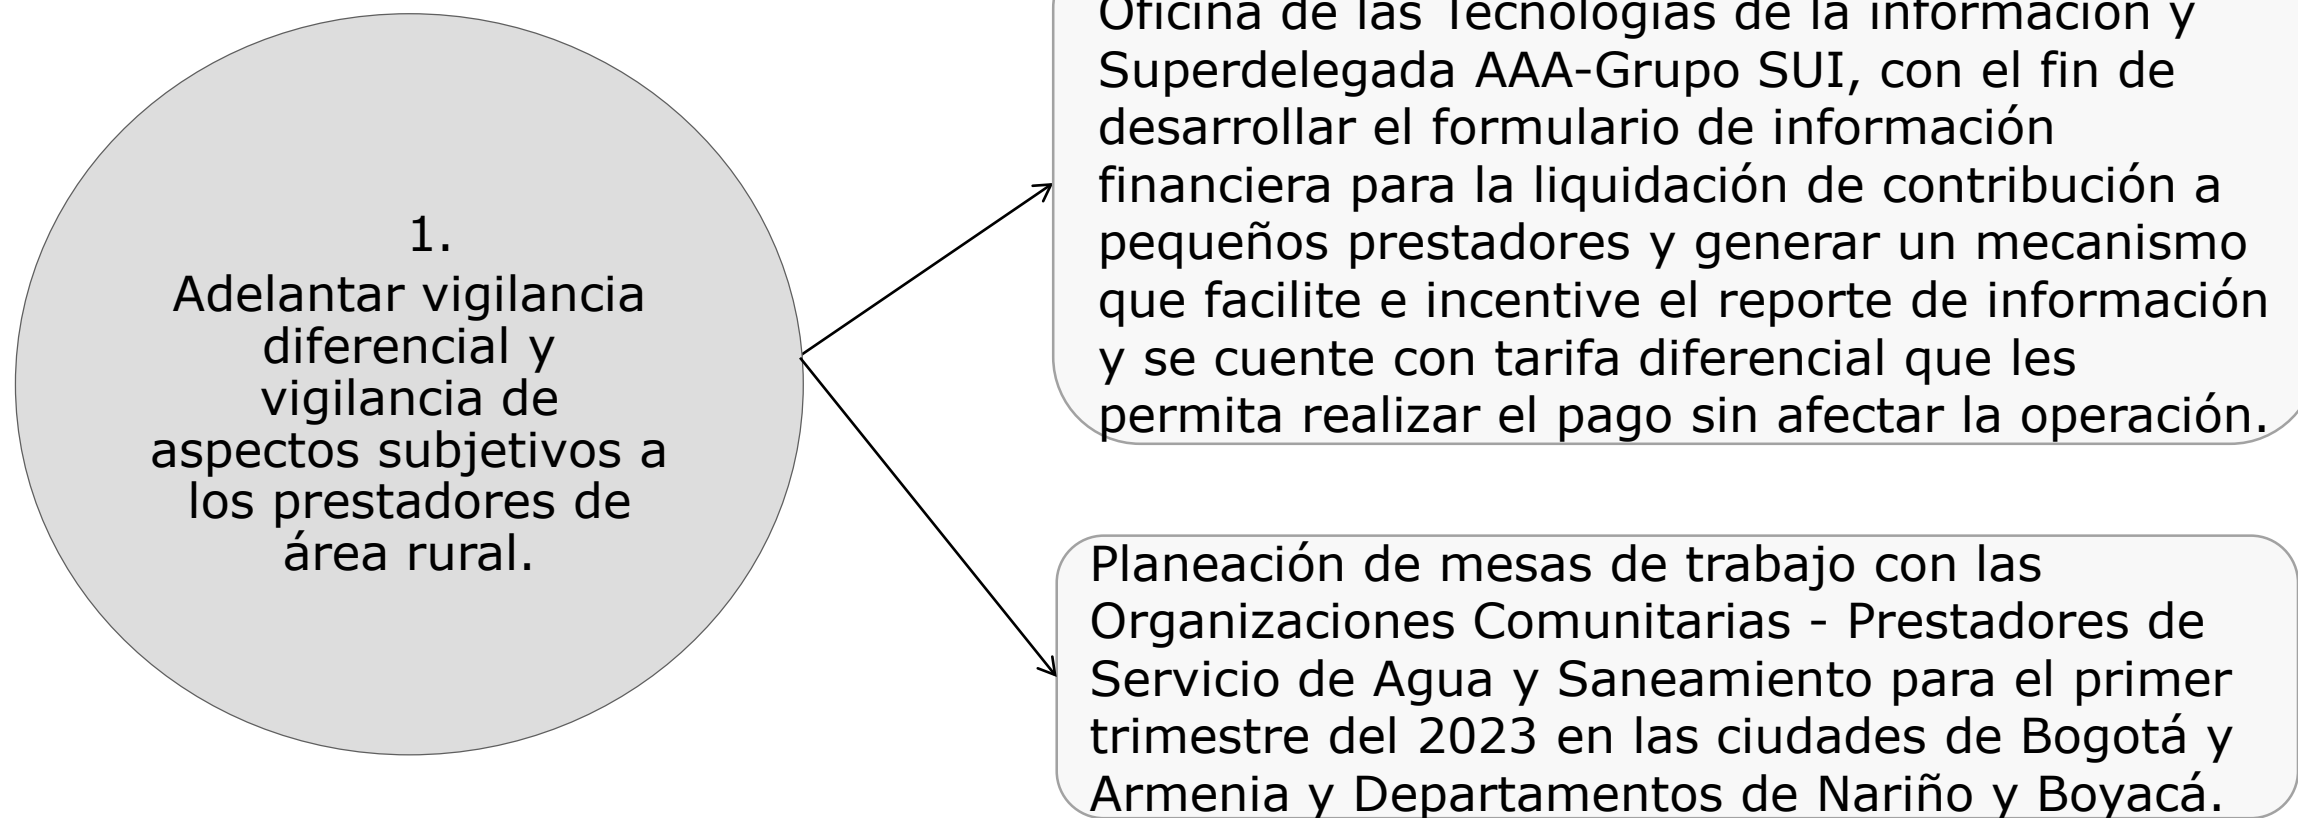 1.
Adelantar vigilancia
diferencial y
vigilancia de
aspectos subjetivos a
los prestadores de
área rural.
Oficina de las Tecnologías de la información y
Superdelegada AAA-Grupo SUI, con el fin de
desarrollar el formulario de información
financiera para la liquidación de contribución a
pequeños prestadores y generar un mecanismo
que facilite e incentive el reporte de información
y se cuente con tarifa diferencial que les
permita realizar el pago sin afectar la operación.
Planeación de mesas de trabajo con las
Organizaciones Comunitarias - Prestadores de
Servicio de Agua y Saneamiento para el primer
trimestre del 2023 en las ciudades de Bogotá y
Armenia y Departamentos de Nariño y Boyacá.